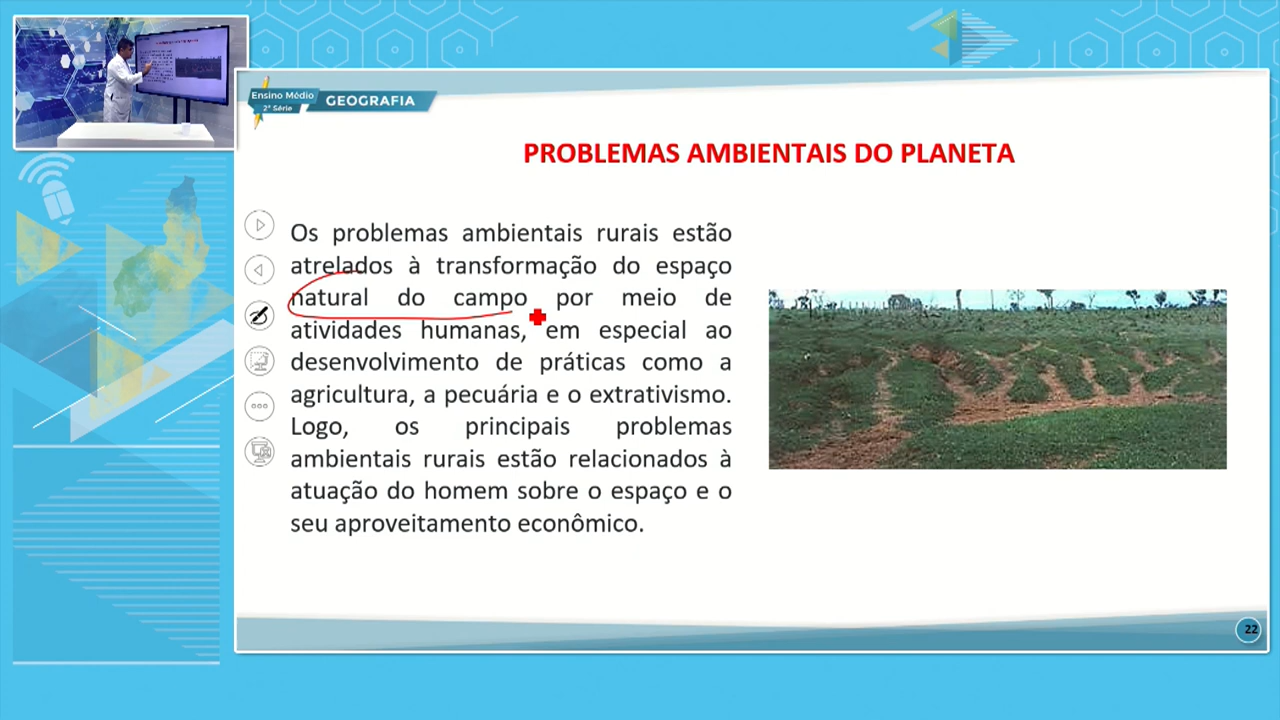 Ensino Médio
2ª Série
GEOGRAFIA
PROBLEMAS AMBIENTAIS DO PLANETA
Os problemas ambientais rurais estão
atrelados à transformação do espaço
natural do campo por meio de
atividades humanas, em especial ao
desenvolvimento de práticas como a
agricultura, a pecuária e o extrativismo.
Logo, os principais problemas
ambientais rurais estão relacionados à
atuação do homem sobre o espaço e o
seu aproveitamento econômico.
22